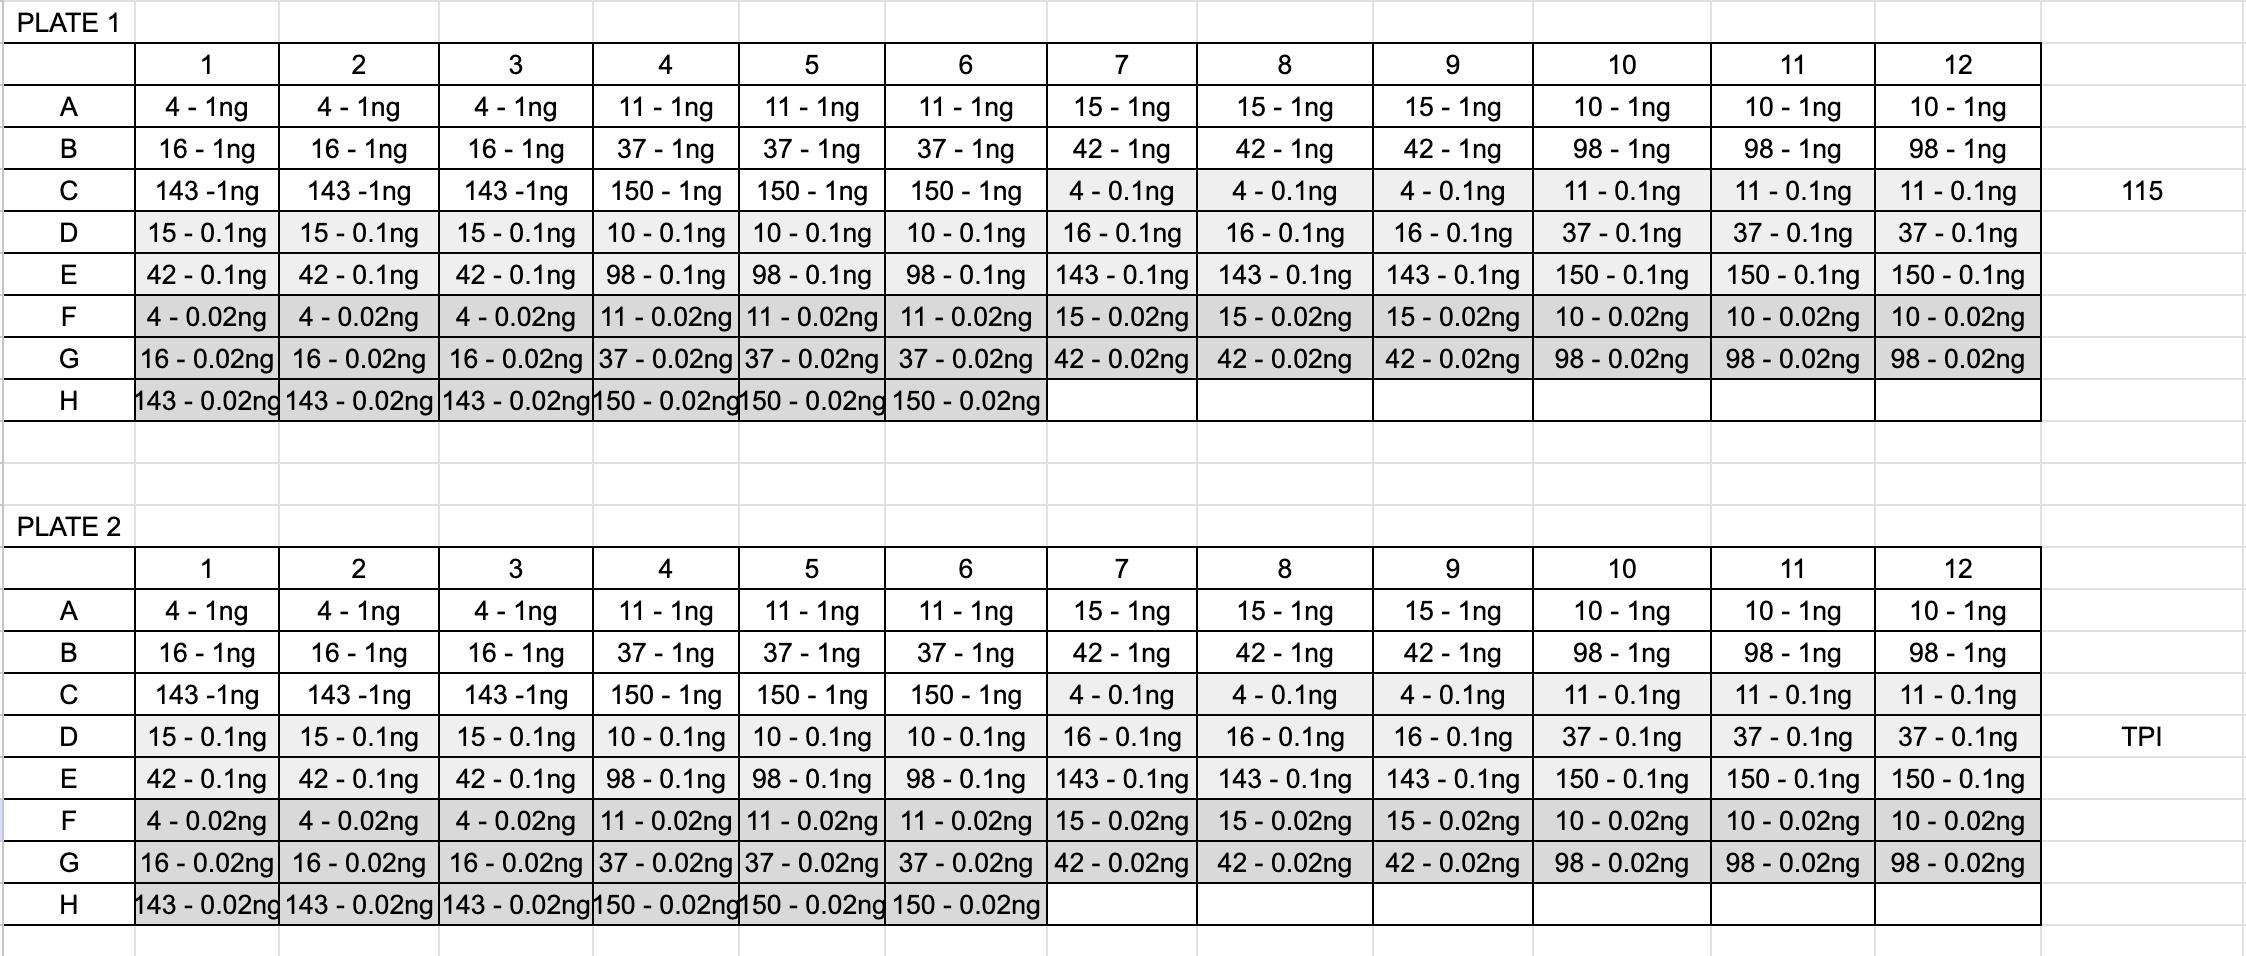 PLATE 1
1 2 3 4 5 6 7 8 9 10 11 12
A 4 - 1ng 4 - 1ng 4 - 1ng 11 - 1ng 11 - 1ng 11 - 1ng 15 - 1ng 15 - 1ng 15 - 1ng 10 - 1ng 10 - 1ng 10 - 1ng
B 16 - 1ng 16 - 1ng 16 - 1ng 37 - 1ng 37 - 1ng 37 - 1ng 42 - 1ng 42 - 1ng 42 - 1ng 98 - 1ng 98 - 1ng 98 - 1ng
C 143 -1ng 143 -1ng 143 -1ng 150 - 1ng 150 - 1ng 150 - 1ng 4 - 0.1ng 4 - 0.1ng 4 - 0.1ng 11 - 0.1ng 11 - 0.1ng 11 - 0.1ng 115
D 15 - 0.1ng 15 - 0.1ng 15 - 0.1ng 10 - 0.1ng 10 - 0.1ng 10 - 0.1ng 16 - 0.1ng 16 - 0.1ng 16 - 0.1ng 37 - 0.1ng 37 - 0.1ng 37 - 0.1ng
E 42 - 0.1ng 42 - 0.1ng 42 - 0.1ng 98 - 0.1ng 98 - 0.1ng 98 - 0.1ng 143 - 0.1ng 143 - 0.1ng 143 - 0.1ng 150 - 0.1ng 150 - 0.1ng 150 - 0.1ng
F 4 - 0.02ng 4 - 0.02ng 4 - 0.02ng 11 - 0.02ng 11 - 0.02ng 11 - 0.02ng 15 - 0.02ng 15 - 0.02ng 15 - 0.02ng 10 - 0.02ng 10 - 0.02ng 10 - 0.02ng
G 16 - 0.02ng 16 - 0.02ng 16 - 0.02ng 37 - 0.02ng 37 - 0.02ng 37 - 0.02ng 42 - 0.02ng 42 - 0.02ng 42 - 0.02ng 98 - 0.02ng 98 - 0.02ng 98 - 0.02ng
H 143 - 0.02ng 143 - 0.02ng 143 - 0.02ng 150 - 0.02ng 150 - 0.02ng 150 - 0.02ng
PLATE 2
1 2 3 4 5 6 7 8 9 10 11 12
A 4 - 1ng 4 - 1ng 4 - 1ng 11 - 1ng 11 - 1ng 11 - 1ng 15 - 1ng 15 - 1ng 15 - 1ng 10 - 1ng 10 - 1ng 10 - 1ng
B 16 - 1ng 16 - 1ng 16 - 1ng 37 - 1ng 37 - 1ng 37 - 1ng 42 - 1ng 42 - 1ng 42 - 1ng 98 - 1ng 98 - 1ng 98 - 1ng
C 143 -1ng 143 -1ng 143 -1ng 150 - 1ng 150 - 1ng 150 - 1ng 4 - 0.1ng 4 - 0.1ng 4 - 0.1ng 11 - 0.1ng 11 - 0.1ng 11 - 0.1ng
D 15 - 0.1ng 15 - 0.1ng 15 - 0.1ng 10 - 0.1ng 10 - 0.1ng 10 - 0.1ng 16 - 0.1ng 16 - 0.1ng 16 - 0.1ng 37 - 0.1ng 37 - 0.1ng 37 - 0.1ng TPI
E 42 - 0.1ng 42 - 0.1ng 42 - 0.1ng 98 - 0.1ng 98 - 0.1ng 98 - 0.1ng 143 - 0.1ng 143 - 0.1ng 143 - 0.1ng 150 - 0.1ng 150 - 0.1ng 150 - 0.1ng
F 4 - 0.02ng 4 - 0.02ng 4 - 0.02ng 11 - 0.02ng 11 - 0.02ng 11 - 0.02ng 15 - 0.02ng 15 - 0.02ng 15 - 0.02ng 10 - 0.02ng 10 - 0.02ng 10 - 0.02ng
G 16 - 0.02ng 16 - 0.02ng 16 - 0.02ng 37 - 0.02ng 37 - 0.02ng 37 - 0.02ng 42 - 0.02ng 42 - 0.02ng 42 - 0.02ng 98 - 0.02ng 98 - 0.02ng 98 - 0.02ng
H 143 - 0.02ng 143 - 0.02ng 143 - 0.02ng 150 - 0.02ng 150 - 0.02ng 150 - 0.02ng